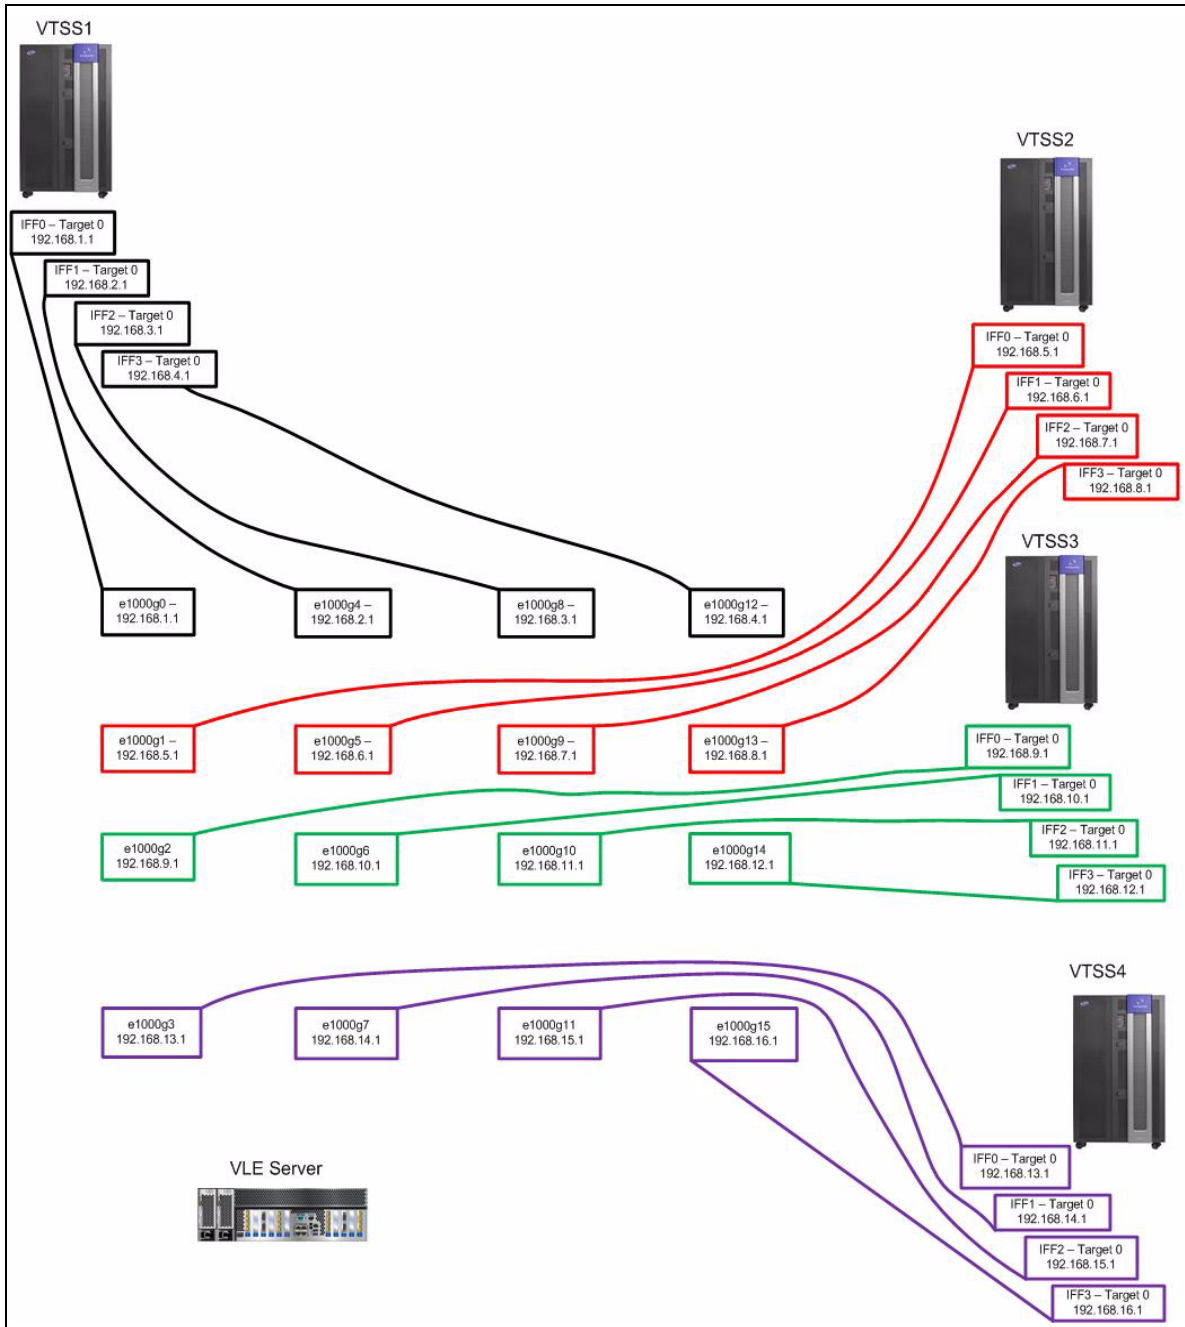 VTSS1
IFF0 – Target 0
192.168.1.1
IFF1 – Target 0
192.168.2.1
IFF2 – Target 0
192.168.3.1
IFF3 – Target 0
192.168.4.1
VTSS2
IFF0 – Target 0
192.168.5.1
IFF1 – Target 0
192.168.6.1
IFF2 – Target 0
192.168.7.1
IFF3 – Target 0
192.168.8.1
VTSS3
e1000g0 –
192.168.1.1
e1000g4 –
192.168.2.1
e1000g8 –
192.168.3.1
e1000g12 –
192.168.4.1
e1000g1 –
192.168.5.1
e1000g5 –
192.168.6.1
e1000g9 –
192.168.7.1
e1000g13 –
192.168.8.1
IFF0 – Target 0
192.168.9.1
IFF1 – Target 0
192.168.10.1
IFF2 – Target 0
192.168.11.1
IFF3 – Target 0
192.168.12.1
e1000g2
192.168.9.1
e1000g6
192.168.10.1
e1000g10
192.168.11.1
e1000g14
192.168.12.1
VTSS4
e1000g3
192.168.13.1
e1000g7
192.168.14.1
e1000g11
192.168.15.1
e1000g15
192.168.16.1
IFF0 – Target 0
192.168.13.1
IFF1 – Target 0
192.168.14.1
IFF2 – Target 0
192.168.15.1
IFF3 – Target 0
192.168.16.1
VLE Server